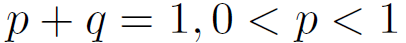 p + q = 1, 0 < p < 1